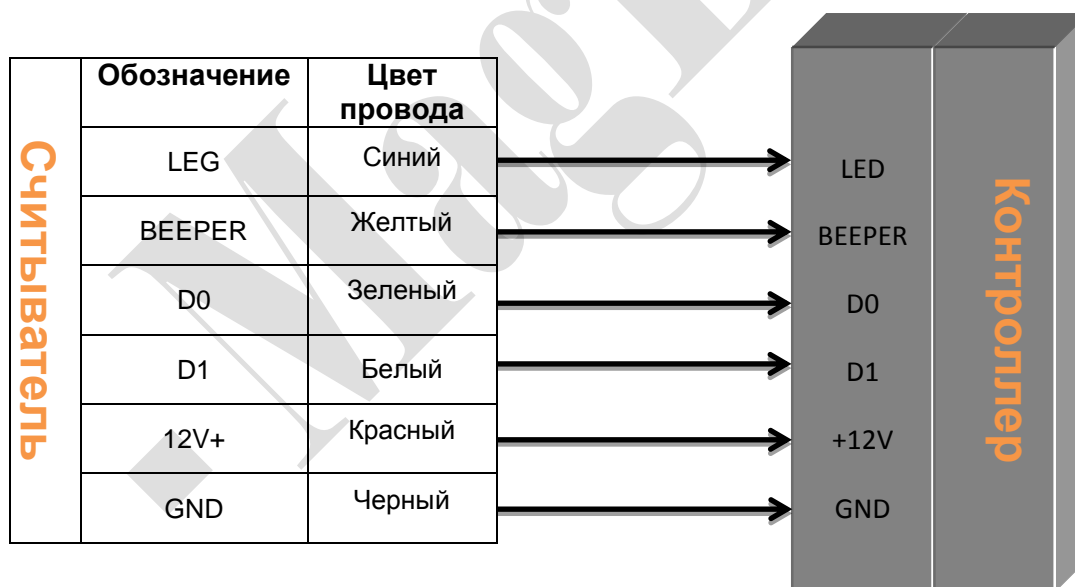 Считыватель
Обозначение
Цвет
провода
LEG
Синий
BEEPER
Желтый
D0
Зеленый
D1
Белый
12V+
Красный
GND
Черный
LED
BEEPER
D0
D1
+12V
GND
Контроллер